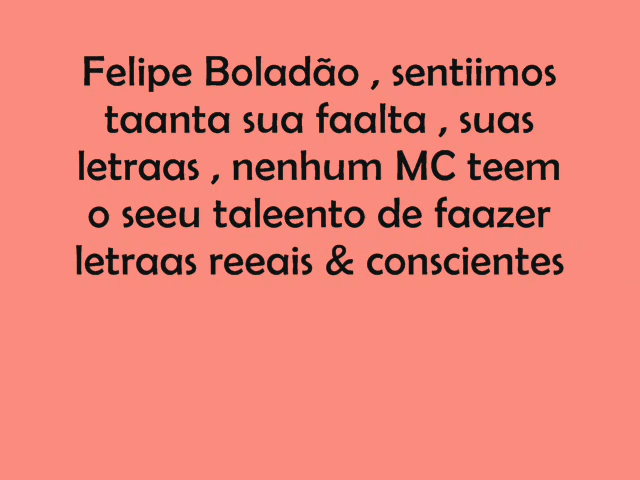 Felipe Boladão , sentiimos
taanta sua faalta , suas
letraas , nenhum MC teem
o seeu taleento de faazer
letraas reeais & conscientes